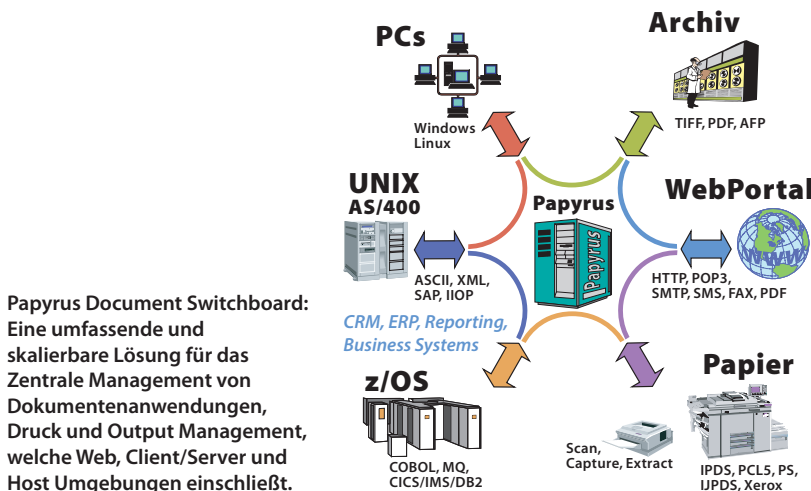 PCs
Archiv
Windows
Linux
TIFF, PDF, AFP
UNIX
AS/400
Papyrus
WebPortal
Papyrus
WWW
ASCII, XML,
SAP, IIOP
HTTP, POP3,
SMTP, SMS, FAX, PDF
CRM, ERP, Reporting,
Business Systems
Papyrus Document Switchboard:
Eine umfassende und
skalierbare Lösung für das
Zentrale Management von
Dokumentenanwendungen,
Druck und Output Management,
welche Web, Client/Server und
Host Umgebungen einschließt.
z/OS
COBOL, MQ,
CICS/IMS/DB2
Papier
Scan,
Capture, Extract
IPDS, PCL5, PS,
IJPDS, Xerox